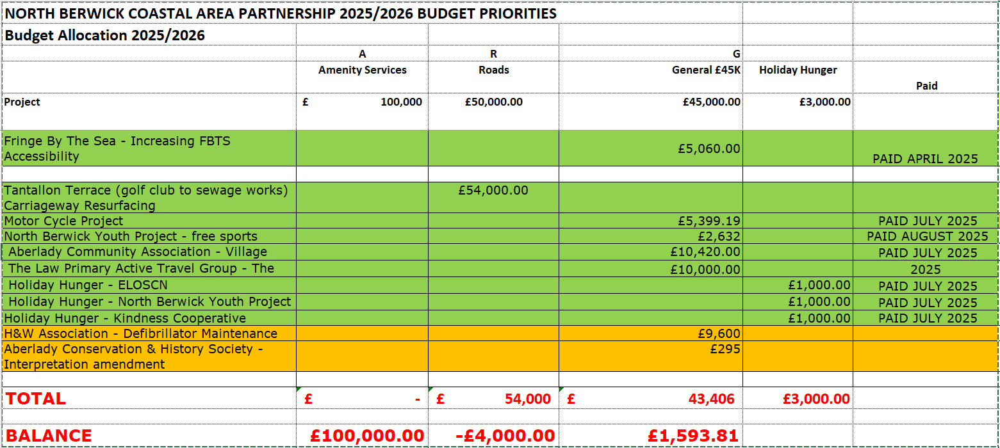 NORTH BERWICK COASTAL AREA PARTNERSHIP 2025/2026 BUDGET PRIORITIES
Budget Allocation 2025/2026
A R G
Amenity Services Roads General £45K Holiday Hunger
Paid
Project £ 100,000 £50,000.00 £45,000.00 £3,000.00
Fringe By The Sea - Increasing FBTS
Accessibility £5,060.00 PAID APRIL 2025
Tantallon Terrace (golf club to sewage works) £54,000.00
Carriageway Resurfacing
Motor Cycle Project £5,399.19 PAID JULY 2025
North Berwick Youth Project - free sports £2,632 PAID AUGUST 2025
Aberlady Community Association - Village £10,420.00 PAID JULY 2025
The Law Primary Active Travel Group - The £10,000.00 2025
Holiday Hunger - ELOSCN £1,000.00 PAID JULY 2025
Holiday Hunger - North Berwick Youth Project £1,000.00 PAID JULY 2025
Holiday Hunger - Kindness Cooperative £1,000.00 PAID JULY 2025
H&W Association - Defibrillator Maintenance £9,600
Aberlady Conservation & History Society - £295
Interpretation amendment
TOTAL £ - £ 54,000 £ 43,406 £3,000.00
BALANCE £100,000.00 -£4,000.00 £1,593.81